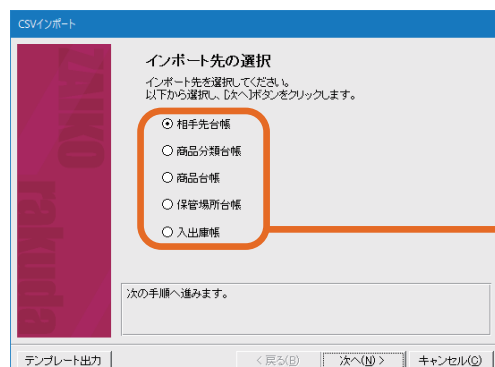 CSVインポート
ZAIKO
rakuda
インポート先の選択
インポート先を選択してください。
以下から選択し、[次へ]ボタンをクリックします。
相手先台帳
商品分類台帳
商品台帳
保管場所台帳
入出庫帳
次の手順へ進みます。
テンプレート出力
< 戻る(B)
次へ(N) >
キャンセル(C)